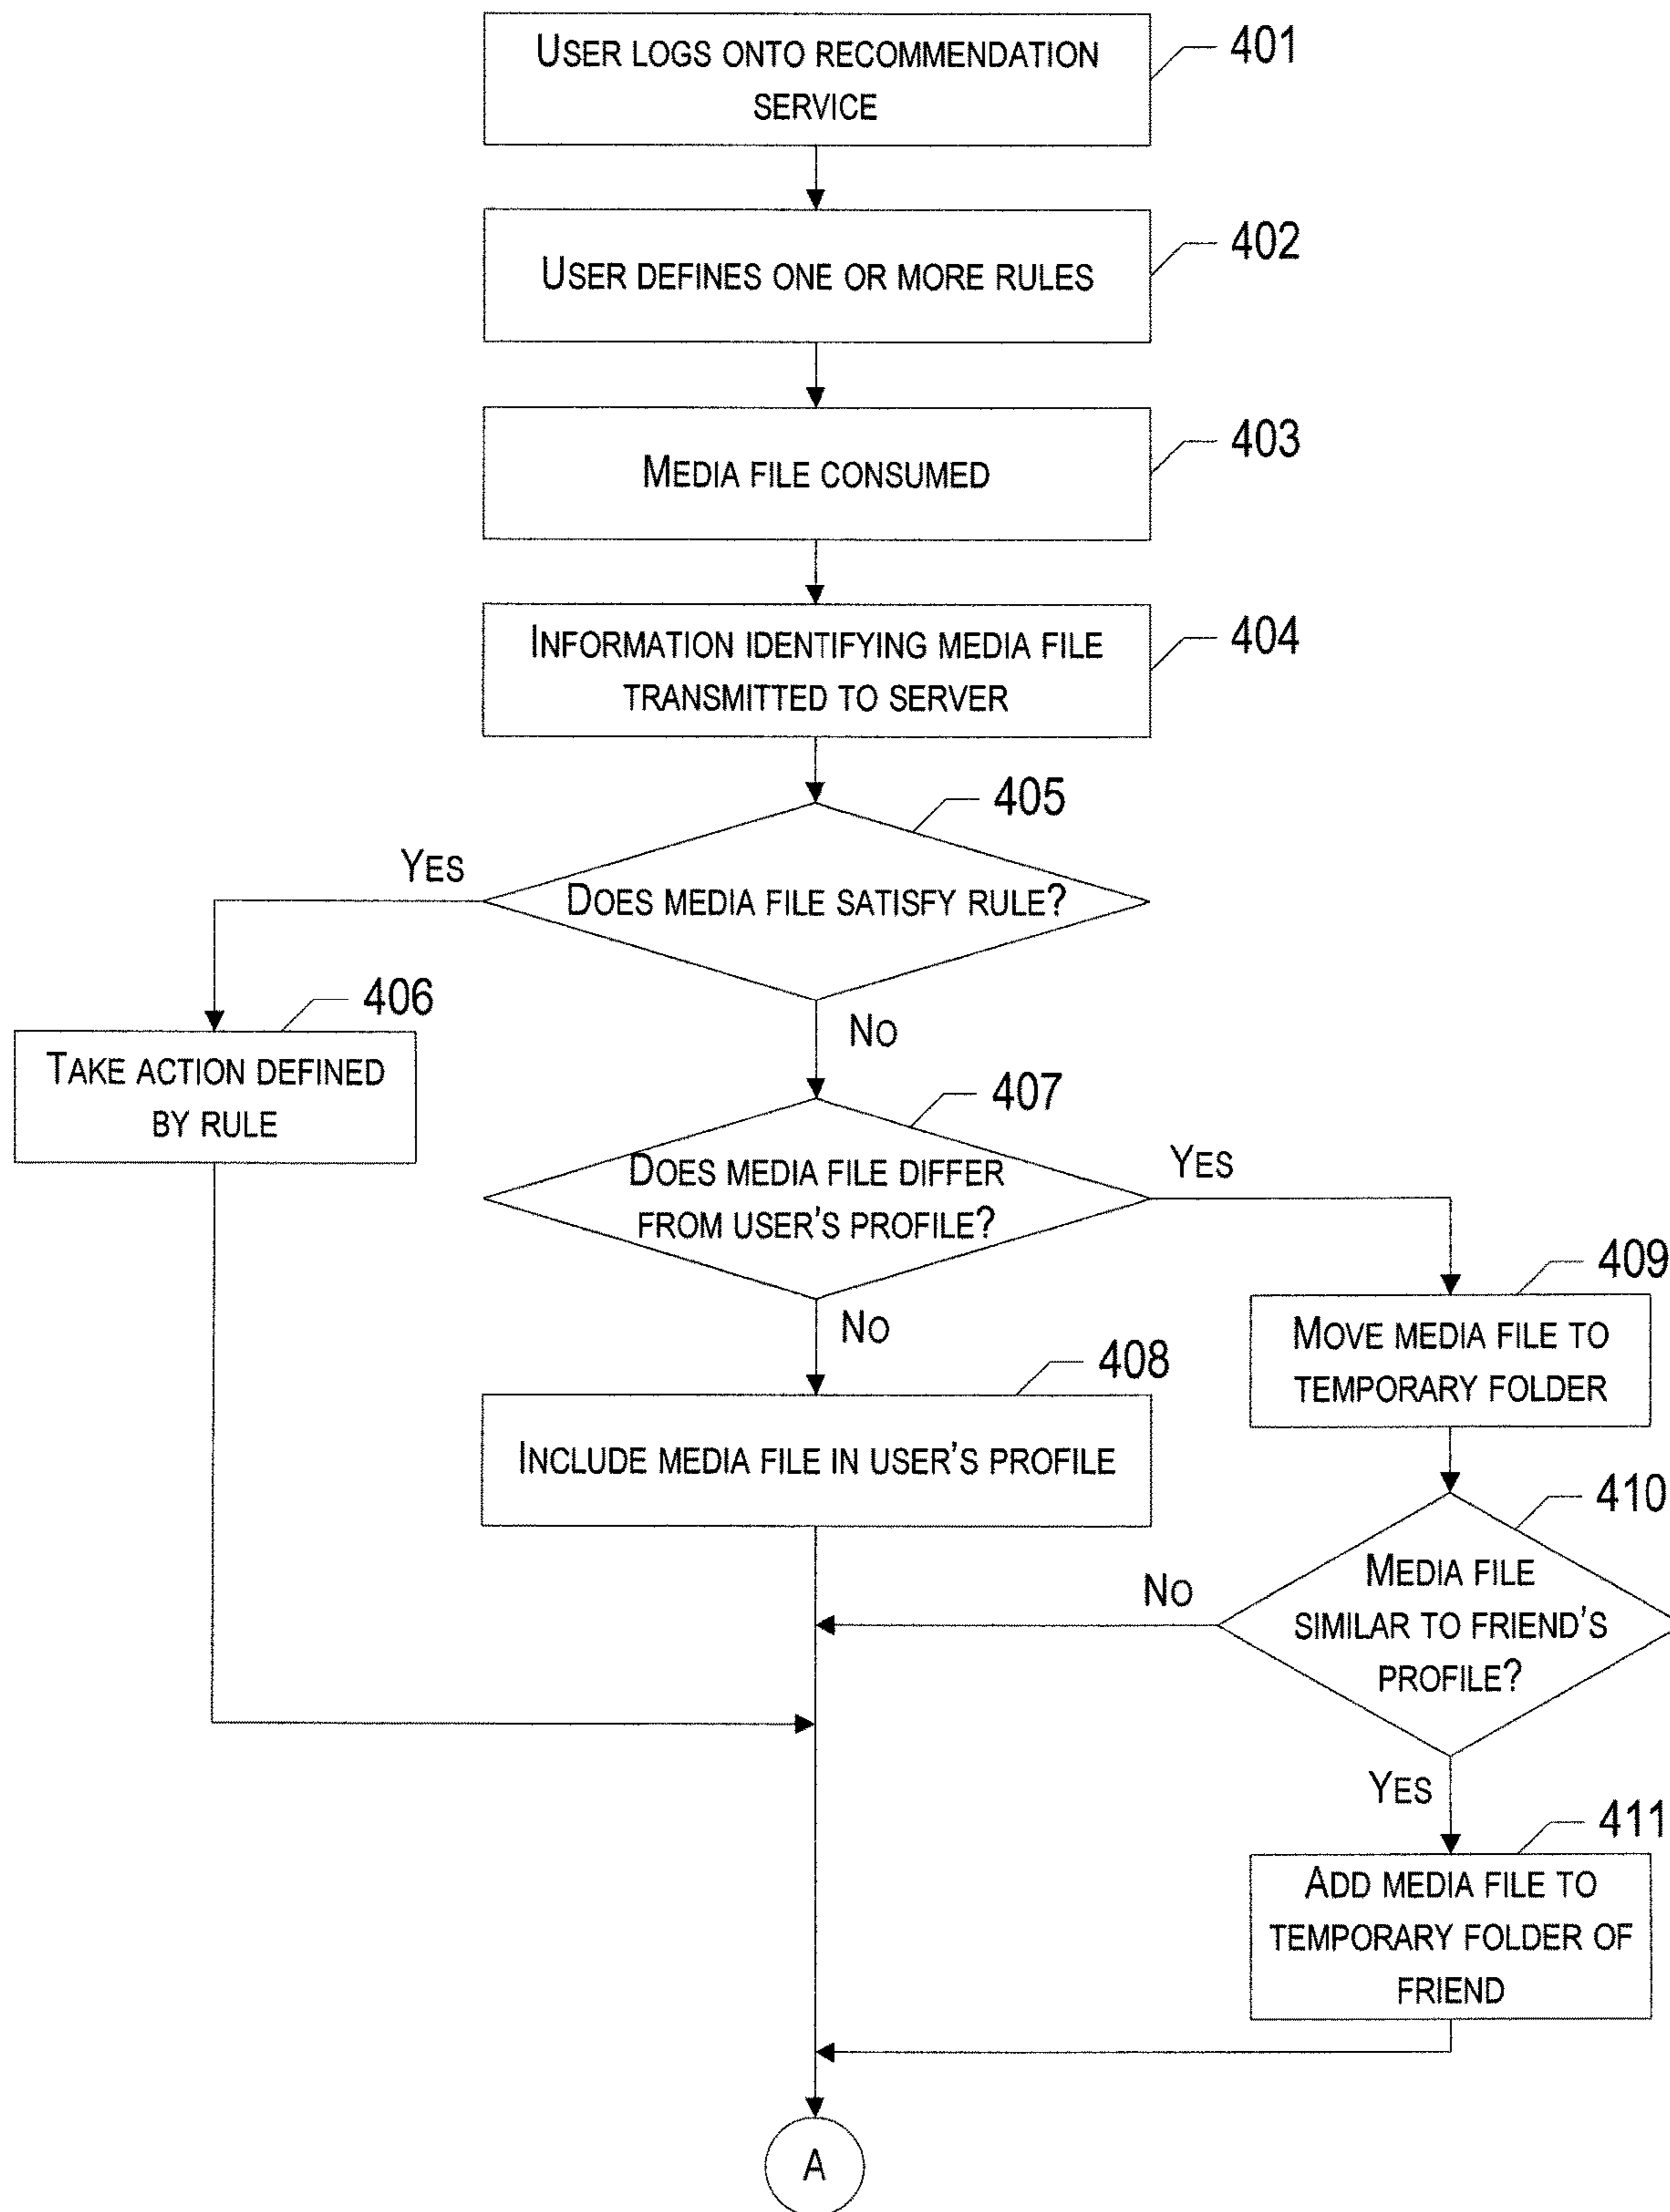 USER LOGS ONTO RECOMMENDATION
SERVICE
401
USER DEFINES ONE OR MORE RULES
402
MEDIA FILE CONSUMED
403
INFORMATION IDENTIFYING MEDIA FILE
TRANSMITTED TO SERVER
404
405
YES
DOES MEDIA FILE SATISFY RULE?
NO
406
TAKE ACTION DEFINED
BY RULE
407
DOES MEDIA FILE DIFFER
FROM USER'S PROFILE?
YES
NO
408
INCLUDE MEDIA FILE IN USER'S PROFILE
409
MOVE MEDIA FILE TO
TEMPORARY FOLDER
410
MEDIA FILE
SIMILAR TO FRIEND'S
PROFILE?
NO
YES
411
ADD MEDIA FILE TO
TEMPORARY FOLDER OF
FRIEND
A